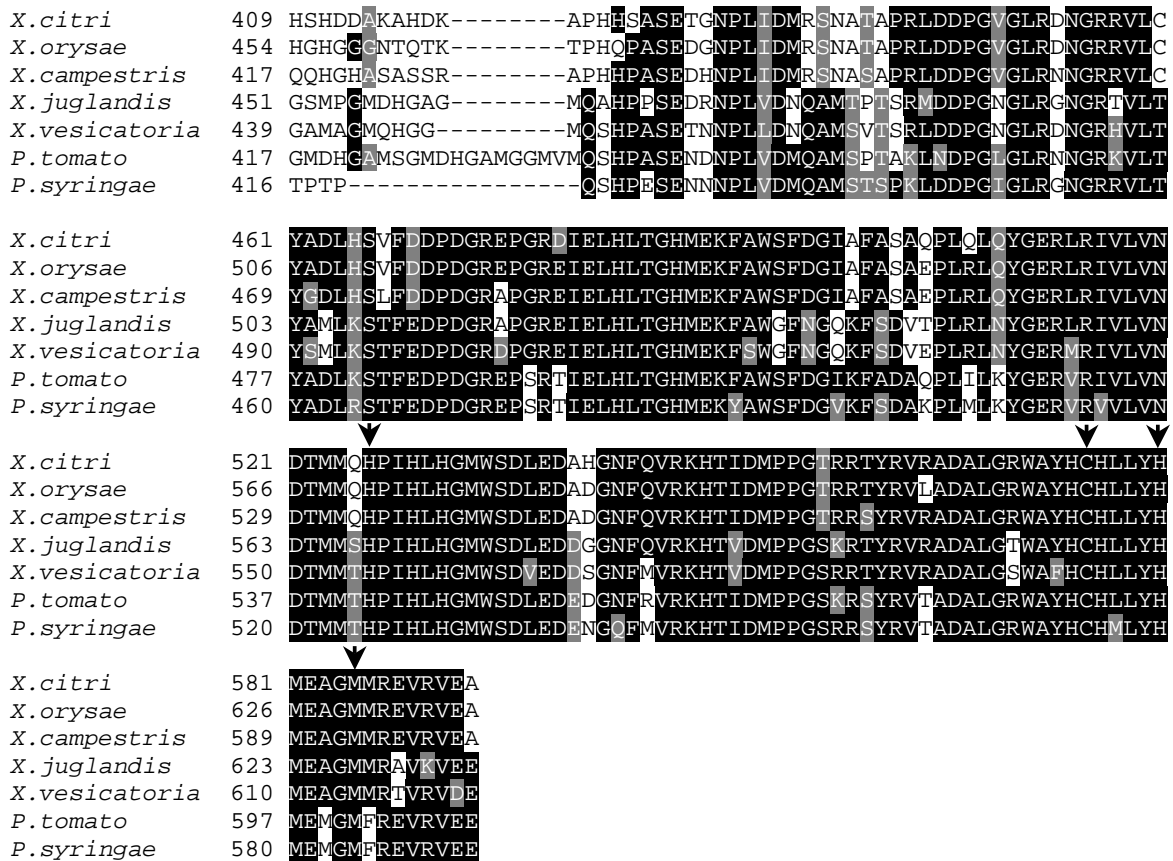 X.citri 409 HSHDDAKAHDK--------APHHSASETGNPLIDMRSNATAPRLDDPGVGLRDNGRRVLC
X.orysae 454 HGHGGGNTQTK--------TPHQPASEDGNPLIDMRSNATAPRLDDPGVGLRDNGRRVLC
X.campestris 417 QQHGHASASSR--------APHHPASEDHNPLIDMRSNASAPRLDDPGVGLRNNGRRVLC
X.juglandis 451 GSMPGMDHGAG--------MQAHPPSEDRNPLVDNQAMTPTSRMDDPGNGLRGNGRTVLT
X.vesicatoria 439 GAMAGMQHGG---------MQSHPASETNNPLLDNQAMSVTSRLDDPGNGLRDNGRHVLT
P.tomato 417 GMDHGAMSGMDHGAMGGMVMQSHPASENDNPLVDMQAMSPTAKLNDPGLGLRNNGRKVLT
P.syringae 416 TPTP----------------QSHPESENNNPLVDMQAMSTSPKLDDPGIGLRGNGRRVLT
X.citri 461 YADLHSVFDDPDGREPGRDIELHLTGHMEKFAWSFDGIAFASAQPLQLQYGERLRIVLVN
X.orysae 506 YADLHSVFDDPDGREPGREIELHLTGHMEKFAWSFDGIAFASAEPLRLQYGERLRIVLVN
X.campestris 469 YGDLHSLFDDPDGRAPGREIELHLTGHMEKFAWSFDGIAFASAEPLRLQYGERLRIVLVN
X.juglandis 503 YAMLKSTFEDPDGRAPGREIELHLTGHMEKFAWGFNGQKFSDVTPLRLNYGERLRIVLVN
X.vesicatoria 490 YSMLKSTFEDPDGRDPGREIELHLTGHMEKFSWGFNGQKFSDVEPLRLNYGERMRIVLVN
P.tomato 477 YADLKSTFEDPDGREPSRTIELHLTGHMEKFAWSFDGIKFADAQPLILKYGERVRIVLVN
P.syringae 460 YADLRSTFEDPDGREPSRTIELHLTGHMEKYAWSFDGVKFSDAKPLMLKYGERVRVVLVN
X.citri 521 DTMMQHPIHLHGMWSDLEDAHGNFQVRKHTIDMPPGTRRTYRVRADALGRWAYHCHLLYH
X.orysae 566 DTMMQHPIHLHGMWSDLEDADGNFQVRKHTIDMPPGTRRTYRVLADALGRWAYHCHLLYH
X.campestris 529 DTMMQHPIHLHGMWSDLEDADGNFQVRKHTIDMPPGTRRSYRVRADALGRWAYHCHLLYH
X.juglandis 563 DTMMSHPIHLHGMWSDLEDDGGNFQVRKHTVDMPPGSKRTYRVRADALGTWAYHCHLLYH
X.vesicatoria 550 DTMMTHPIHLHGMWSDVEDDSGNFMVRKHTVDMPPGSRRTYRVRADALGSWAFHCHLLYH
P.tomato 537 DTMMTHPIHLHGMWSDLEDEDGNFRVRKHTIDMPPGSKRSYRVTADALGRWAYHCHLLYH
P.syringae 520 DTMMTHPIHLHGMWSDLEDENGQFMVRKHTIDMPPGSRRSYRVTADALGRWAYHCHMLYH
X.citri 581 MEAGMMREVRVEA
X.orysae 626 MEAGMMREVRVEA
X.campestris 589 MEAGMMREVRVEA
X.juglandis 623 MEAGMMRAVKVEE
X.vesicatoria 610 MEAGMMRTVRVDE
P.tomato 597 MEMGMFREVRVEE
P.syringae 580 MEMGMFREVRVEE